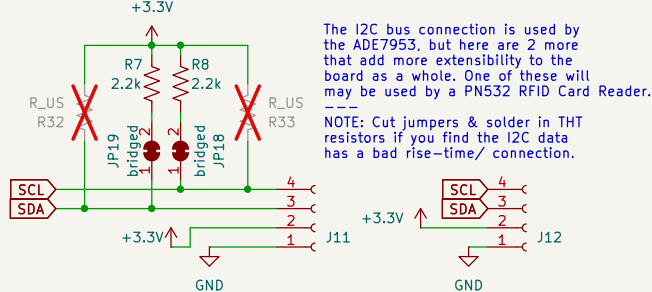 +3.3V
The I2C bus connection is used by
the ADE7953, but here are 2 more
that add more extensibility to the
board as a whole. One of these will
may be used by a PN532 RFID Card Reader.
---
NOTE: Cut jumpers & solder in THT
resistors if you find the I2C data
has a bad rise-time/ connection.
R7
2.2k
R8
2.2k
R_US
R32
R_US
R33
JP19
bridged
2
1
JP18
bridged
2
1
SCL
SDA
4
3
2
1
J11
+3.3V
GND
SCL
SDA
4
3
2
1
J12
+3.3V
GND